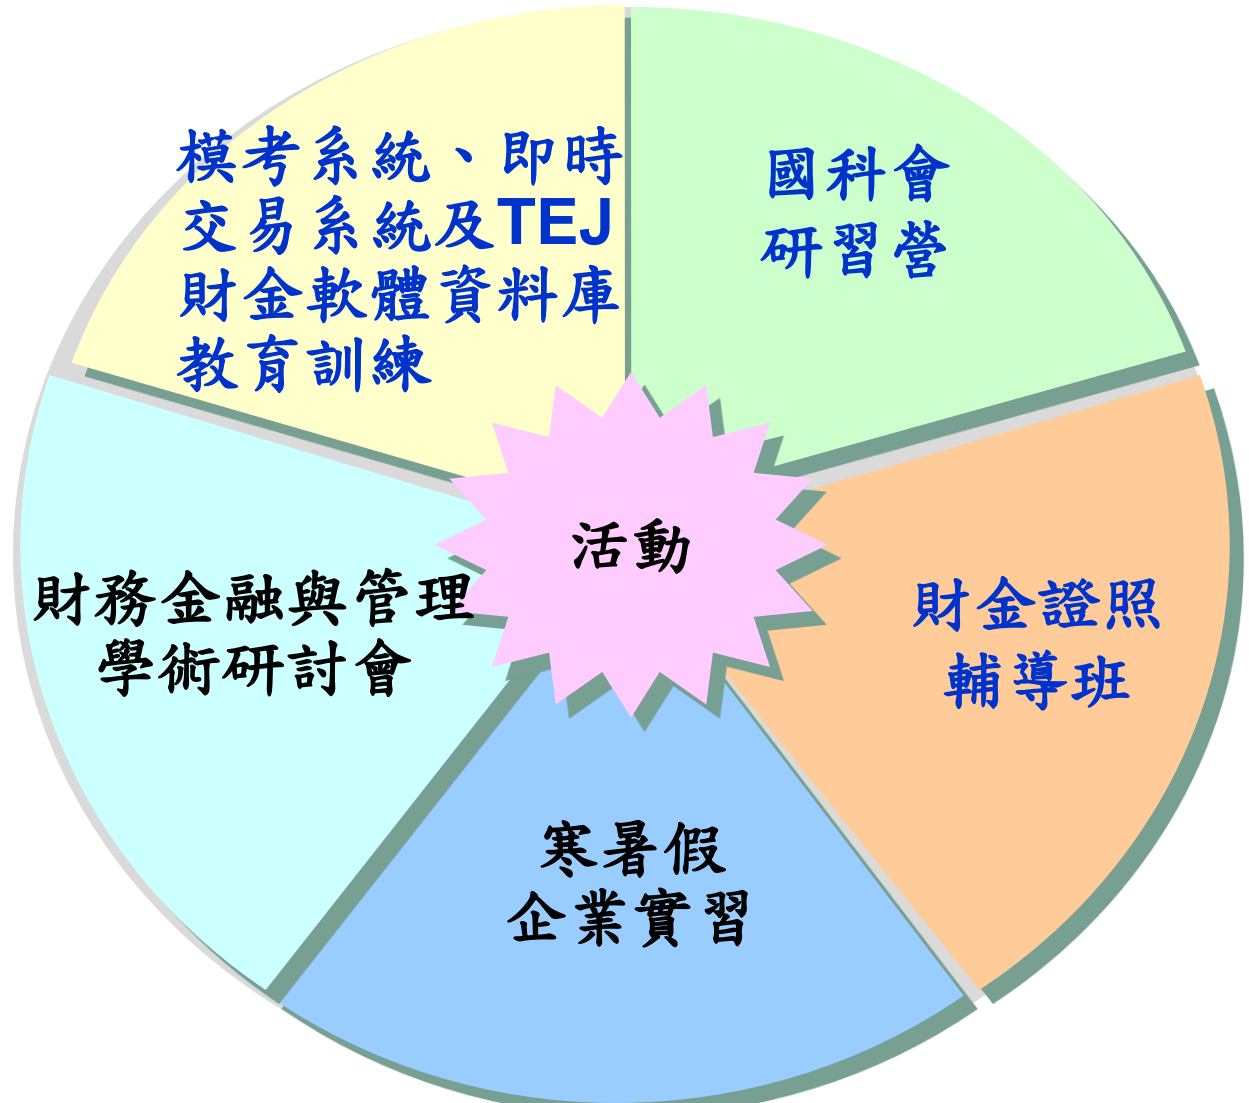 模考系統、即時
交易系統及TEJ
財金軟體資料庫
教育訓練
國科會
研習營
活動
財務金融與管理
學術研討會
財金證照
輔導班
寒暑假
企業實習